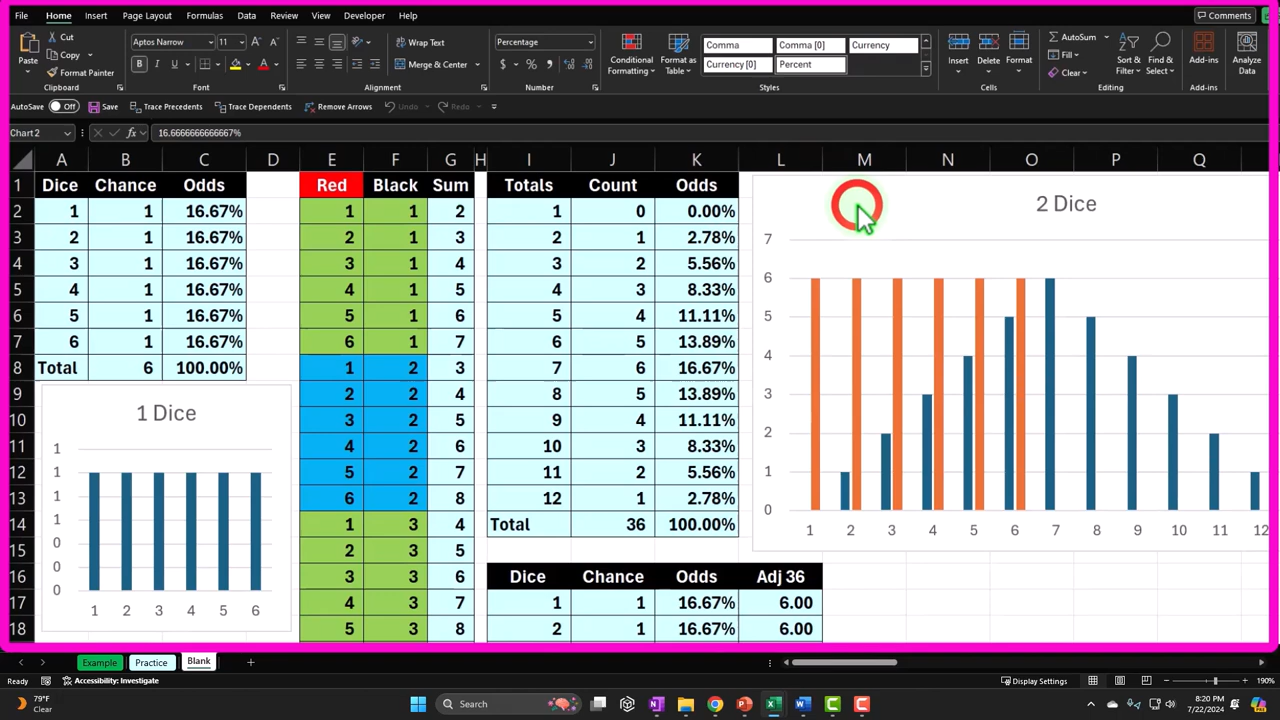 File Home Insert Page Layout Formulas Data Review View Developer Help Comments
Cut Aptos Narrow 11 A A Wrap Text Percentage Comma Comma [0] Currency AutoSum
Copy Fill
Paste Format Painter B I U A Merge & Center $ % Conditional Formatting Format as Table Currency [0] Percent Insert Delete Format Clear Sort & Filter Find & Select Add-ins Analyze Data
Clipboard Font Alignment Number Styles Cells Editing Add-ins
AutoSave Off Save Trace Precedents Trace Dependents Remove Arrows Undo Redo
Chart 2 fx 16.6666666666667%
A B C D E F G H I J K L M N O P Q
1 Dice Chance Odds Red Black Sum Totals Count Odds
2 1 1 16.67% 1 1 2 1 0 0.00%
3 2 1 16.67% 2 1 3 2 1 2.78%
4 3 1 16.67% 3 1 4 3 2 5.56%
5 4 1 16.67% 4 1 5 4 3 8.33%
6 5 1 16.67% 5 1 6 5 4 11.11%
7 6 1 16.67% 6 1 7 6 5 13.89%
8 Total 6 100.00% 1 2 3 7 6 16.67%
9 2 2 4 8 5 13.89%
10 3 2 5 9 4 11.11%
11 4 2 6 10 3 8.33%
12 5 2 7 11 2 5.56%
13 6 2 8 12 1 2.78%
14 1 3 4 Total 36 100.00%
15 2 3 5
16 3 3 6 Dice Chance Odds Adj 36
17 4 3 7 1 1 16.67% 6.00
18 5 3 8 2 1 16.67% 6.00
1 Dice
1
1
1
1
0
0
0
1 2 3 4 5 6
2 Dice
7
6
5
4
3
2
1
0
1 2 3 4 5 6 7 8 9 10 11 12
Example Practice Blank
Ready Accessibility: Investigate Display Settings 190%
79°F
Clear
Search
8:20 PM
7/22/2024